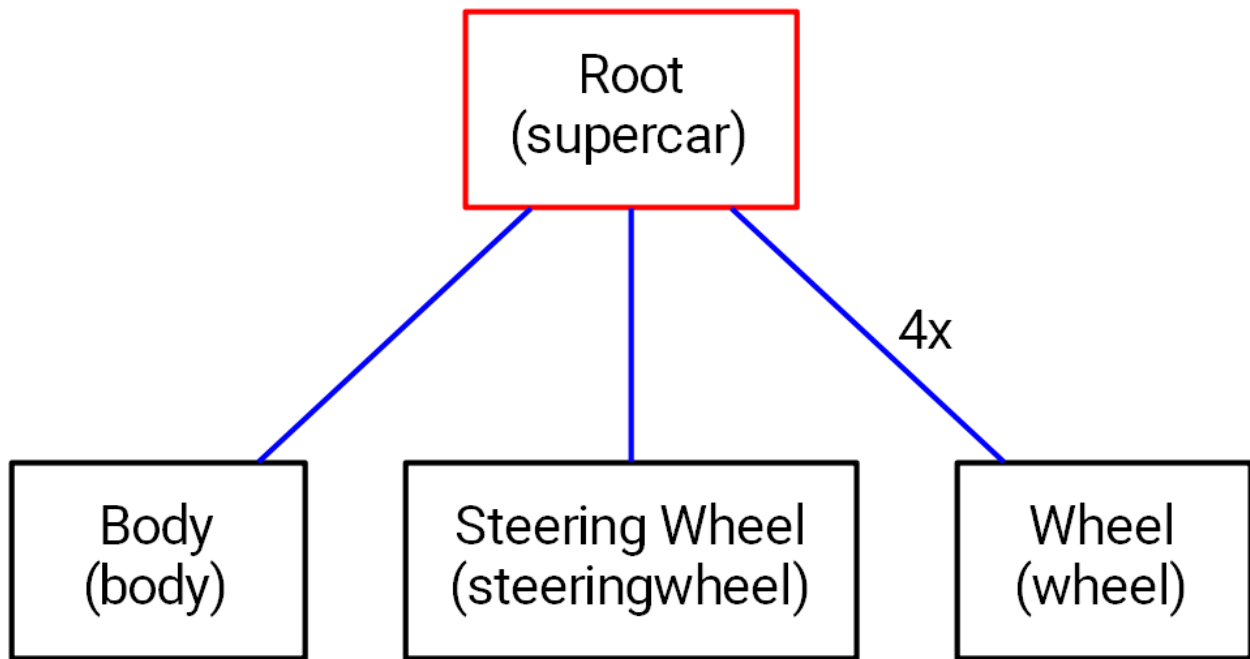 Root
(supercar)
4x
Body
(body)
Steering Wheel
(steeringwheel)
Wheel
(wheel)